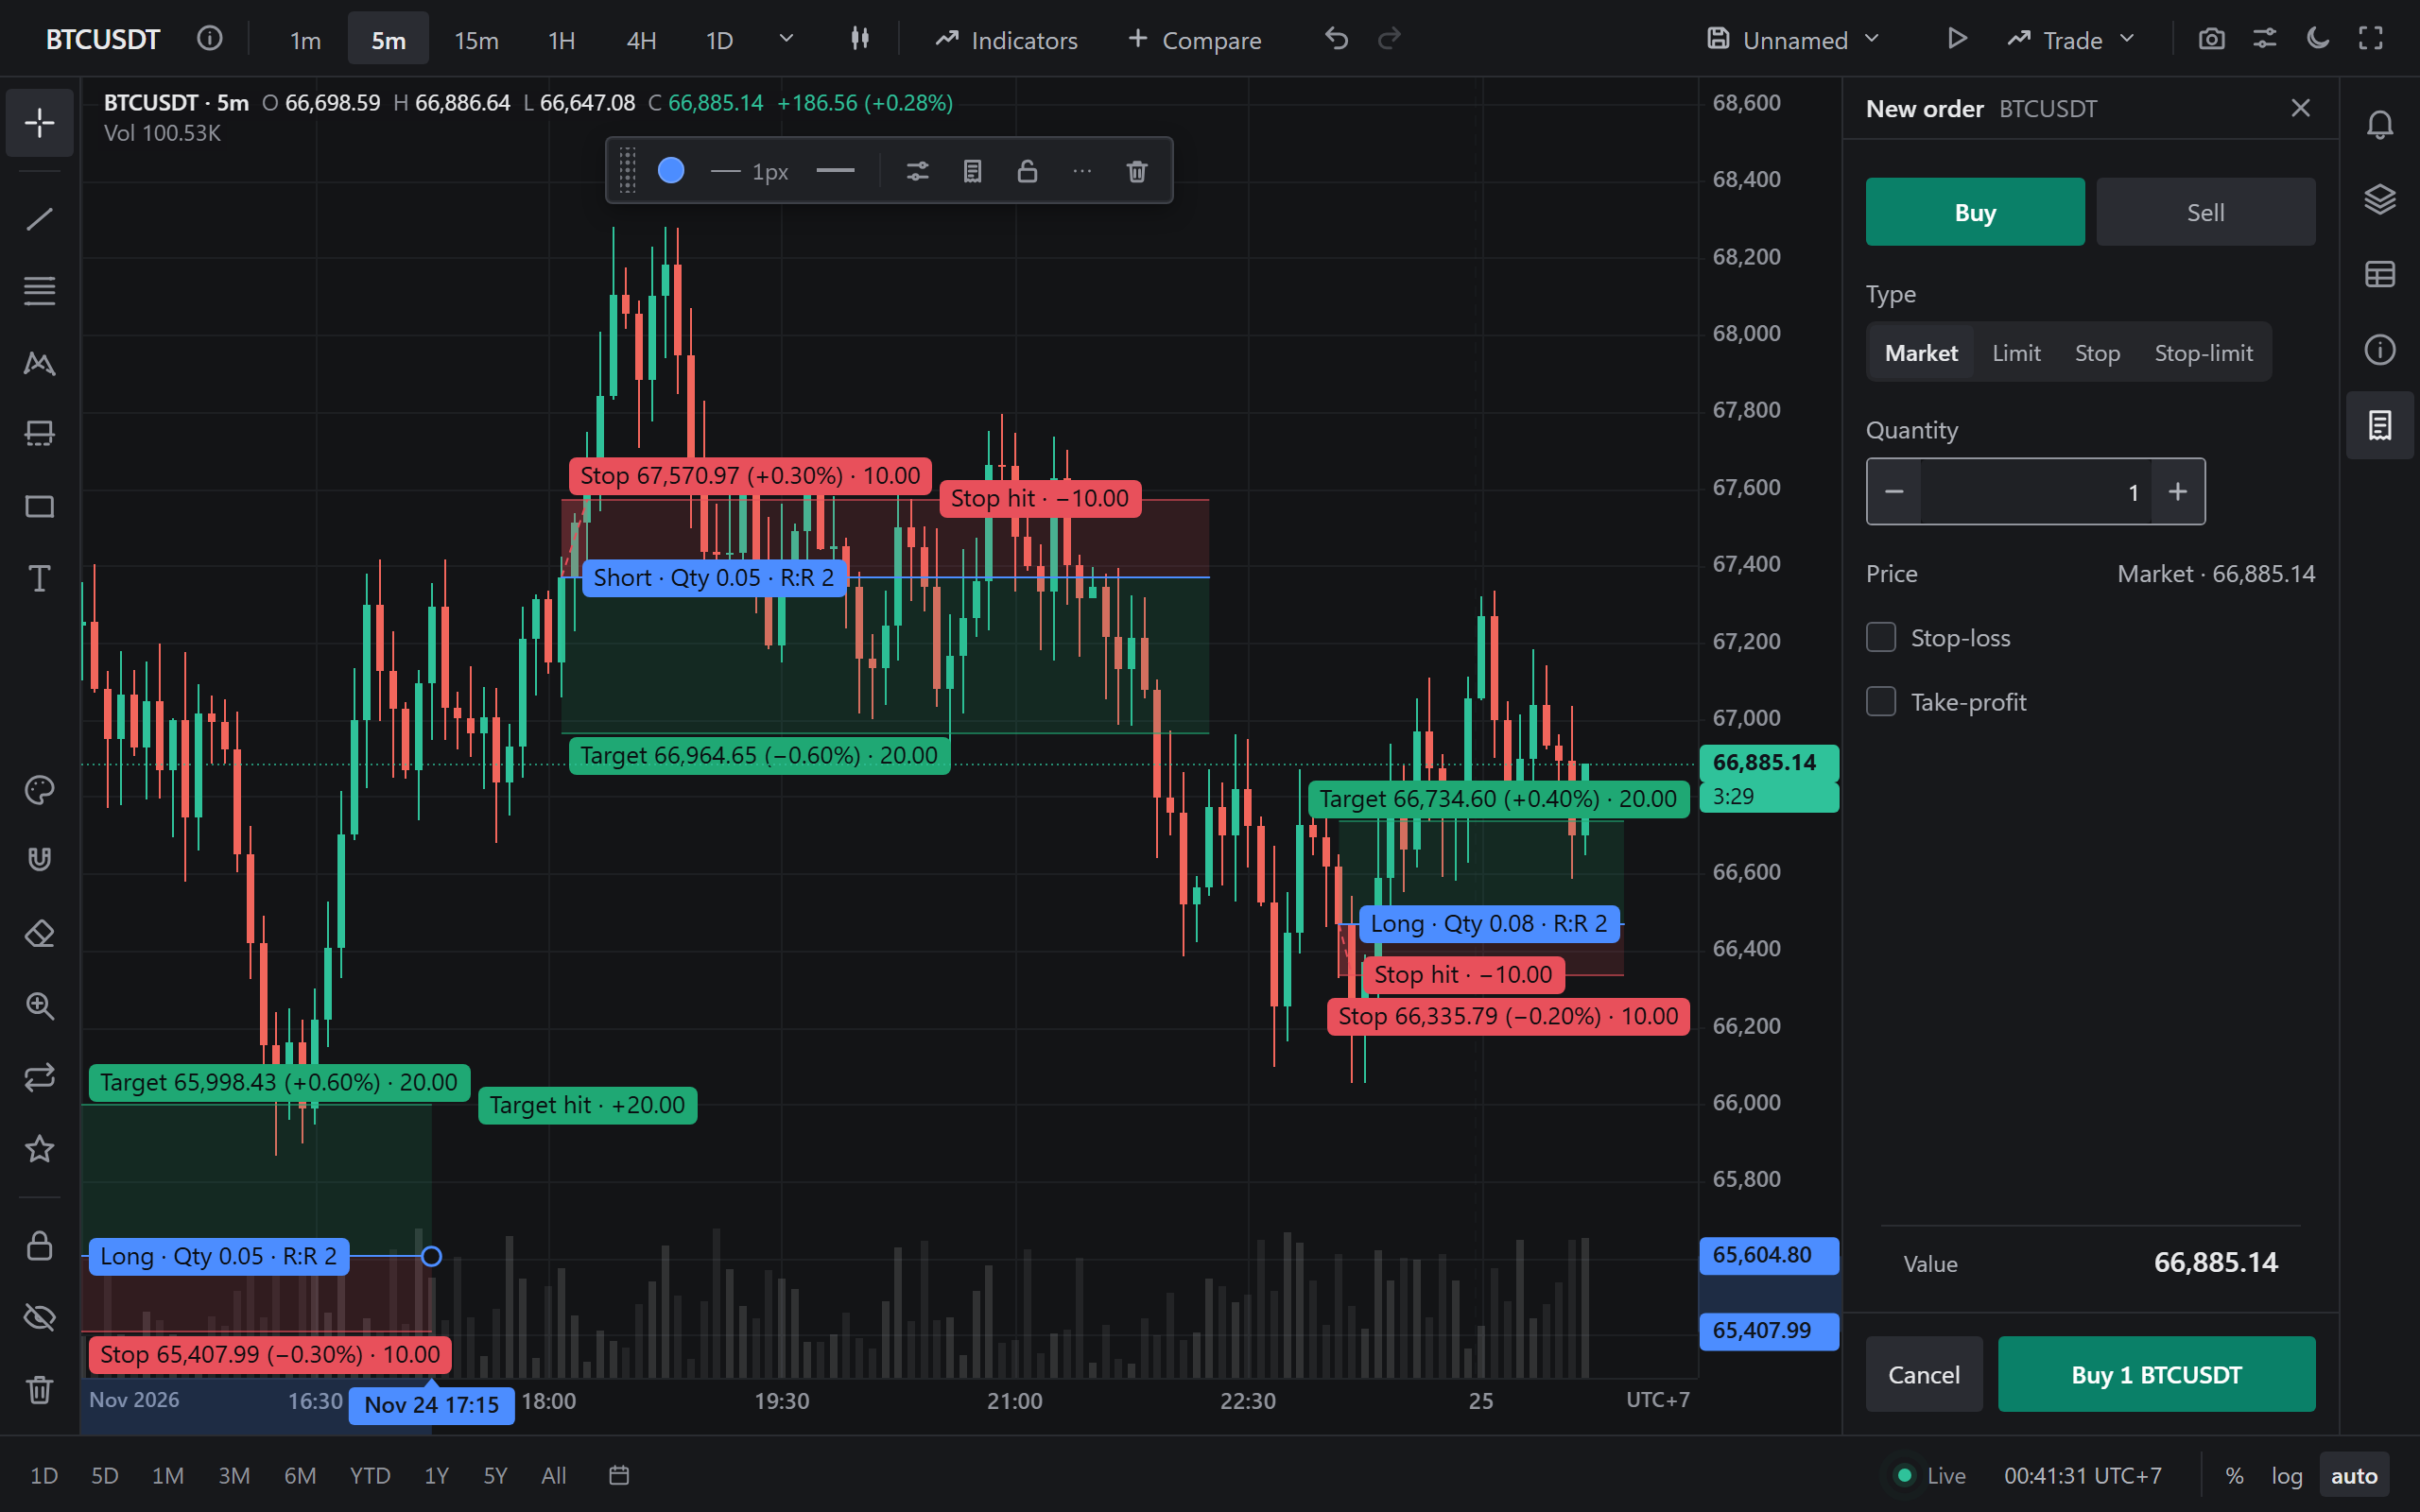 BTCUSDT 1m 5m 15m 1H 4H 1D Indicators Compare Unnamed Trade
BTCUSDT · 5m O 66,698.59 H 66,886.64 L 66,647.08 C 66,885.14 +186.56 (+0.28%)
Vol 100.53K
1px
68,600
68,400
68,200
68,000
67,800
67,600
67,400
67,200
67,000
66,885.14
3:29
66,600
66,400
66,200
66,000
65,800
65,604.80
65,407.99
Stop 67,570.97 (+0.30%) · 10.00
Stop hit · −10.00
Short · Qty 0.05 · R:R 2
Target 66,964.65 (−0.60%) · 20.00
Target 66,734.60 (+0.40%) · 20.00
Long · Qty 0.08 · R:R 2
Stop hit · −10.00
Stop 66,335.79 (−0.20%) · 10.00
Target 65,998.43 (+0.60%) · 20.00
Target hit · +20.00
Long · Qty 0.05 · R:R 2
Stop 65,407.99 (−0.30%) · 10.00
Nov 2026 16:30 Nov 24 17:15 18:00 19:30 21:00 22:30 25 UTC+7
New order BTCUSDT
Buy Sell
Type
Market Limit Stop Stop-limit
Quantity
1
Price Market · 66,885.14
Stop-loss
Take-profit
Value 66,885.14
Cancel Buy 1 BTCUSDT
1D 5D 1M 3M 6M YTD 1Y 5Y All Live 00:41:31 UTC+7 % log auto